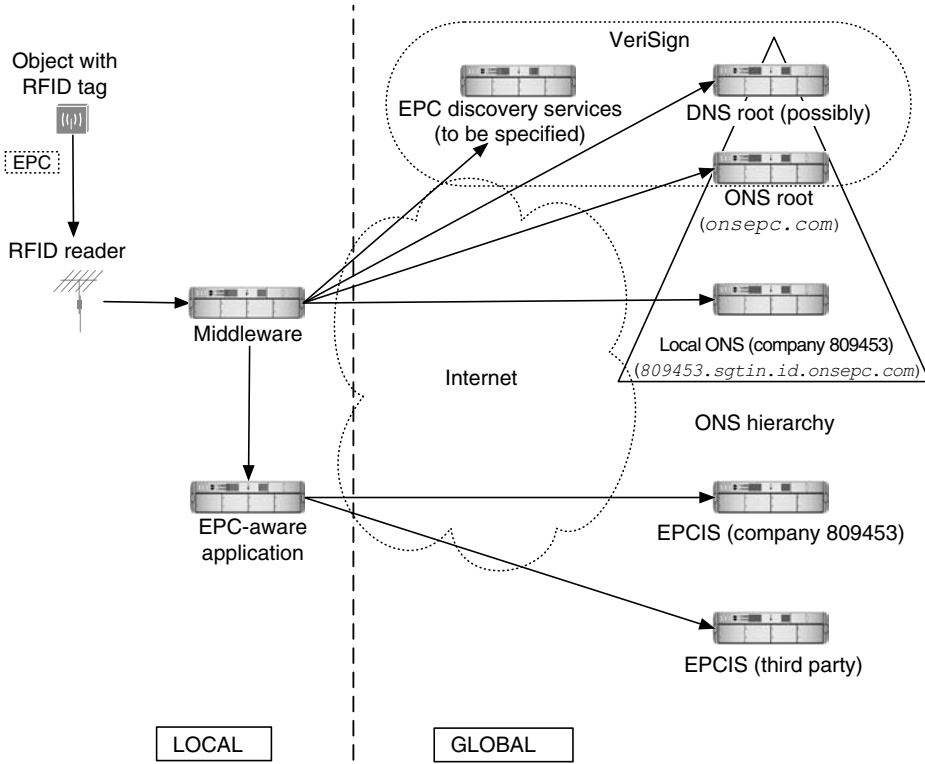 VeriSign
Object with
RFID tag
EPC
RFID reader
Middleware
EPC-aware
application
LOCAL
EPC discovery services
(to be specified)
DNS root (possibly)
ONS root
(onsepc.com)
Local ONS (company 809453)
(809453.sgtin.id.onsepc.com)
Internet
ONS hierarchy
EPCIS (company 809453)
EPCIS (third party)
GLOBAL